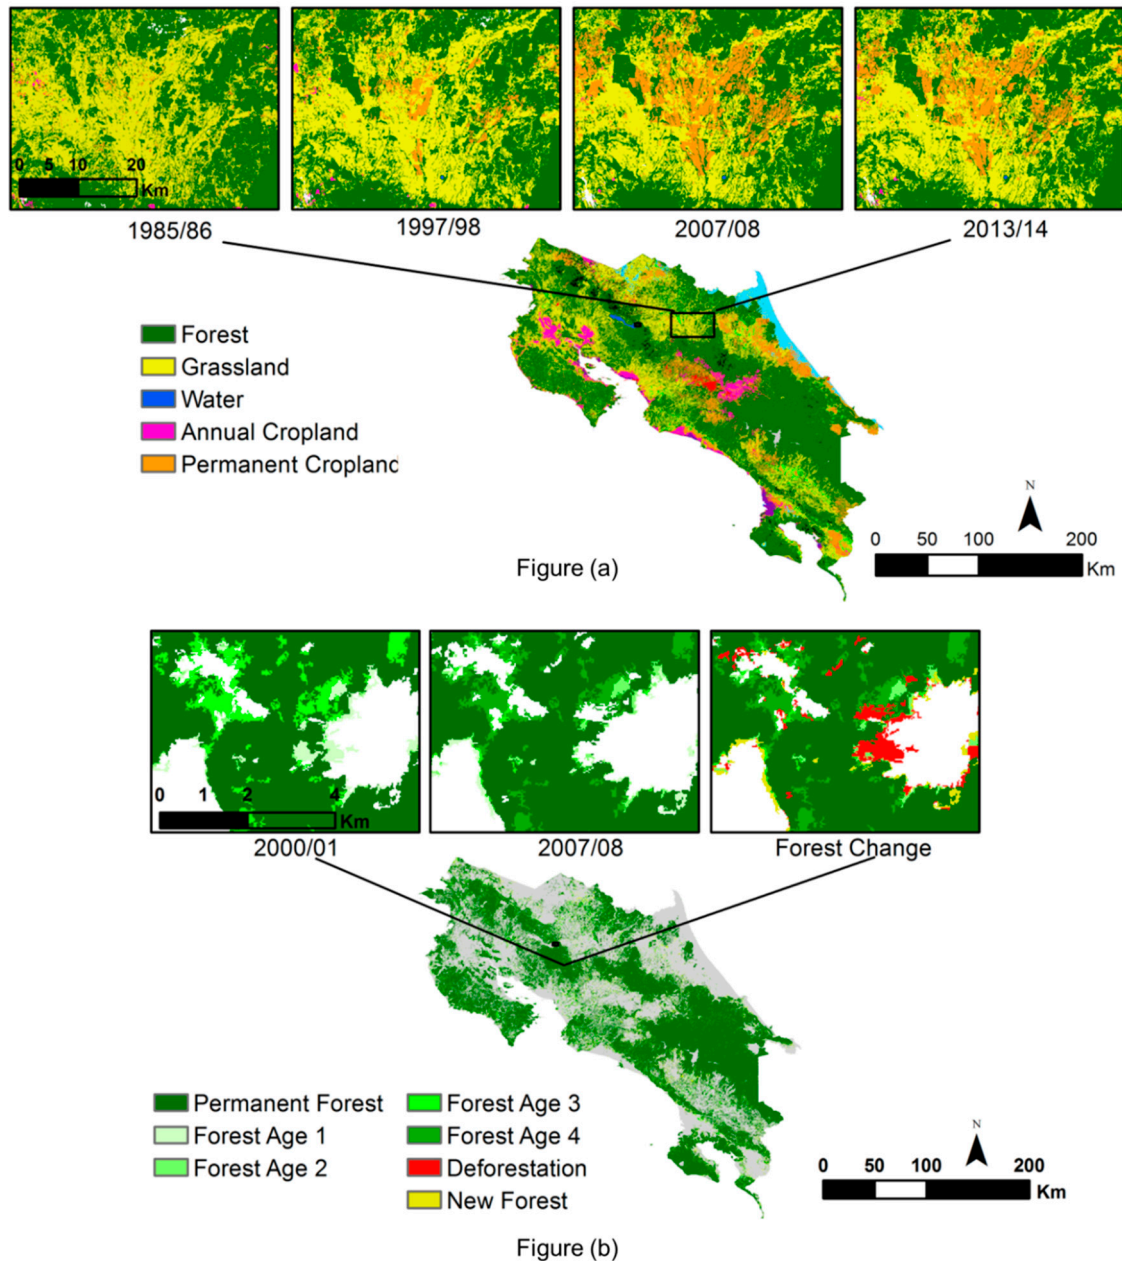 0 5 10 20
Km
1985/86
1997/98
2007/08
2013/14
Forest
Grassland
Water
Annual Cropland
Permanent Cropland
N
0 50 100 200
Km
Figure (a)
0 1 2 4
Km
2000/01
2007/08
Forest Change
Permanent Forest
Forest Age 1
Forest Age 2
Forest Age 3
Forest Age 4
Deforestation
New Forest
N
0 50 100 200
Km
Figure (b)